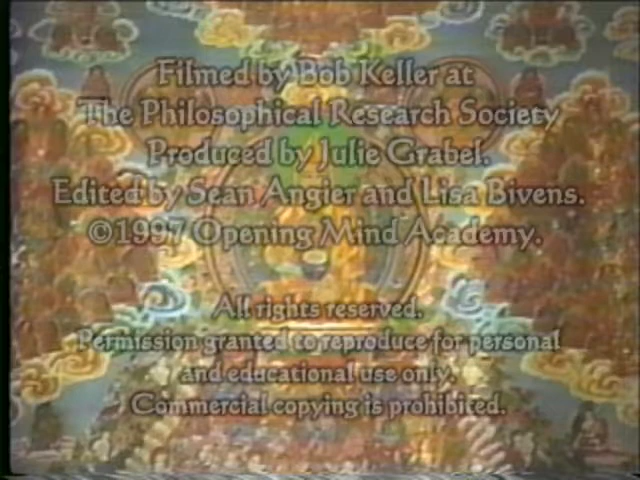 Filmed by Bob Keller at
The Philosophical Research Society
Produced by Julie Grabel.
Edited by Sean Angier and Lisa Bivens.
©1997 Opening Mind Academy.
All rights reserved.
Permission granted to reproduce for personal
and educational use only.
Commercial copying is prohibited.